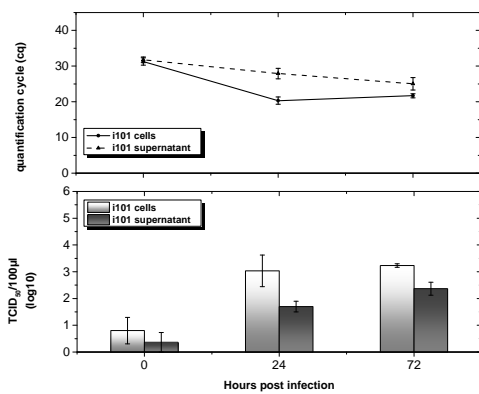 quantification cycle (cq)
40
30
20
10
0
i101 cells
i101 supernatant
TCID₅₀/100µl
(log10)
6
5
4
3
2
1
0
i101 cells
i101 supernatant
0
24
72
Hours post infection